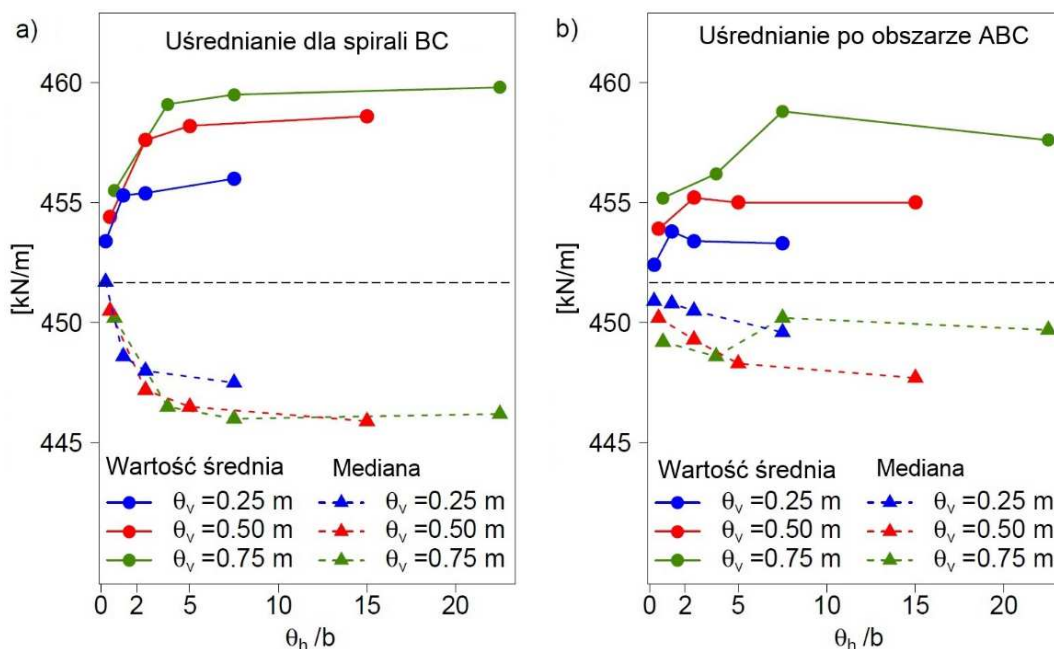 a)
Uśrednianie dla spirali BC
460
455
450
445
[kN/m]
Wartość średnia Mediana
θv =0.25 m θv =0.25 m
θv =0.50 m θv =0.50 m
θv =0.75 m θv =0.75 m
0 2 5 10 15 20
θh /b
b)
Uśrednianie po obszarze ABC
460
455
450
445
[kN/m]
Wartość średnia Mediana
θv =0.25 m θv =0.25 m
θv =0.50 m θv =0.50 m
θv =0.75 m θv =0.75 m
0 2 5 10 15 20
θh /b